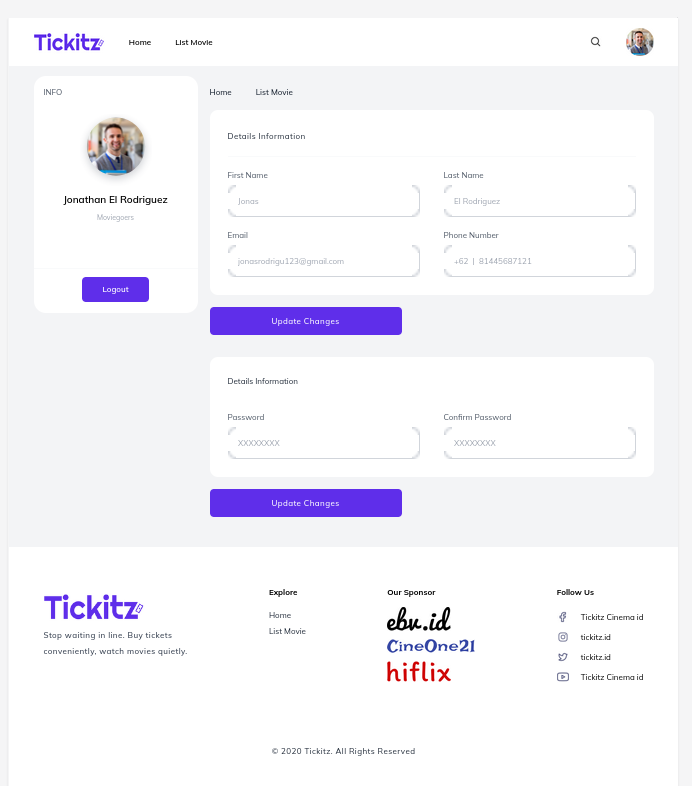 Tickitz Home List Movie
INFO
Jonathan El Rodriguez
Moviegoers
Logout
Home List Movie
Details Information
First Name Last Name
Jonas El Rodriguez
Email Phone Number
jonasrodrigu123@gmail.com +62 | 81445687121
Update Changes
Details Information
Password Confirm Password
XXXXXXXX XXXXXXXX
Update Changes
Tickitz
Stop waiting in line. Buy tickets
conveniently, watch movies quietly.
Explore
Home
List Movie
Our Sponsor
ebv.id
CineOne21
hiflix
Follow Us
Tickitz Cinema id
tickitz.id
tickitz.id
Tickitz Cinema id
© 2020 Tickitz. All Rights Reserved